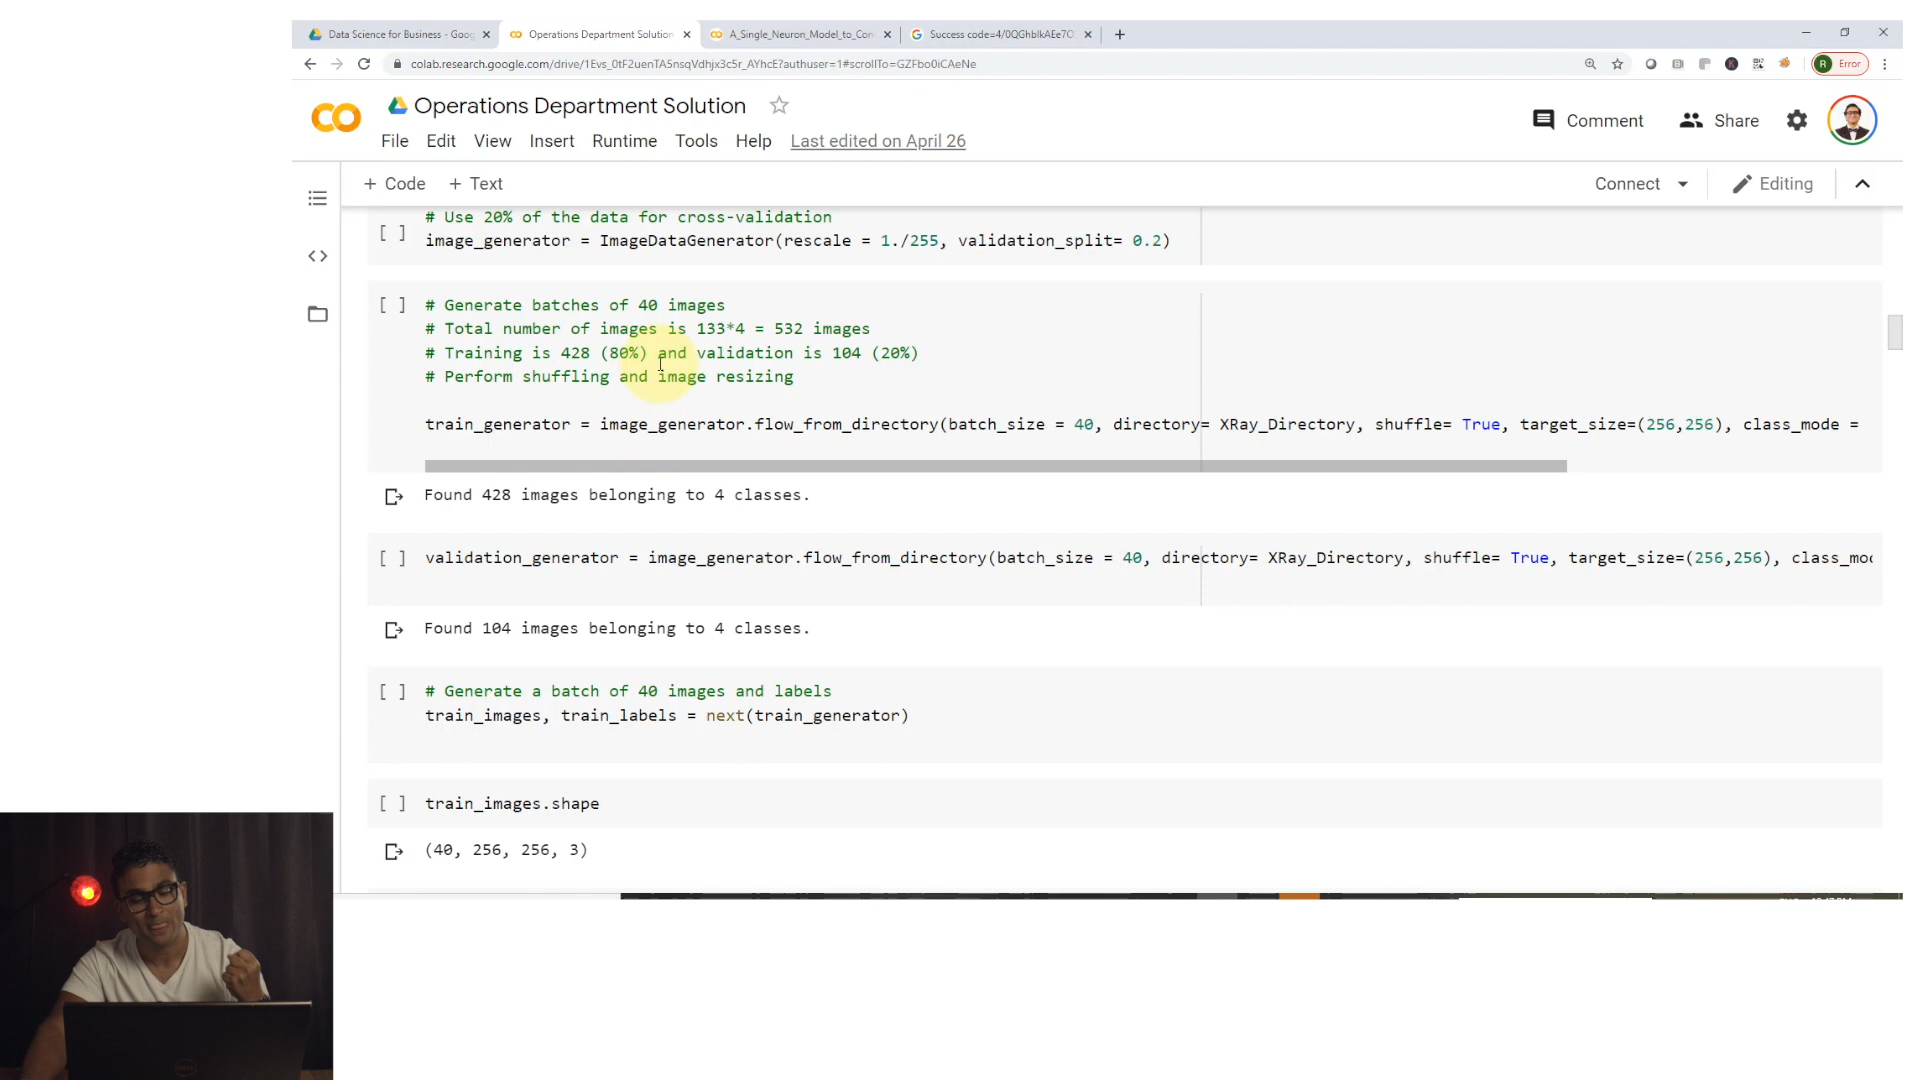 Data Science for Business - Goog
Operations Department Solution
A_Single_Neuron_Model_to_Con
Success code=4/0QGhblkAEe7O
colab.research.google.com/drive/1Evs_0tF2uenTA5nsqVdhjx3c5r_AYhcE?authuser=1#scrollTo=GZFbo0iCAeNe
R Error
CO
Operations Department Solution
Comment
Share
File Edit View Insert Runtime Tools Help Last edited on April 26
+ Code + Text
Connect
Editing
# Use 20% of the data for cross-validation
[ ] image_generator = ImageDataGenerator(rescale = 1./255, validation_split= 0.2)
[ ] # Generate batches of 40 images
# Total number of images is 133*4 = 532 images
# Training is 428 (80%) and validation is 104 (20%)
# Perform shuffling and image resizing
train_generator = image_generator.flow_from_directory(batch_size = 40, directory= XRay_Directory, shuffle= True, target_size=(256,256), class_mode =
Found 428 images belonging to 4 classes.
[ ] validation_generator = image_generator.flow_from_directory(batch_size = 40, directory= XRay_Directory, shuffle= True, target_size=(256,256), class_mod
Found 104 images belonging to 4 classes.
[ ] # Generate a batch of 40 images and labels
train_images, train_labels = next(train_generator)
[ ] train_images.shape
(40, 256, 256, 3)